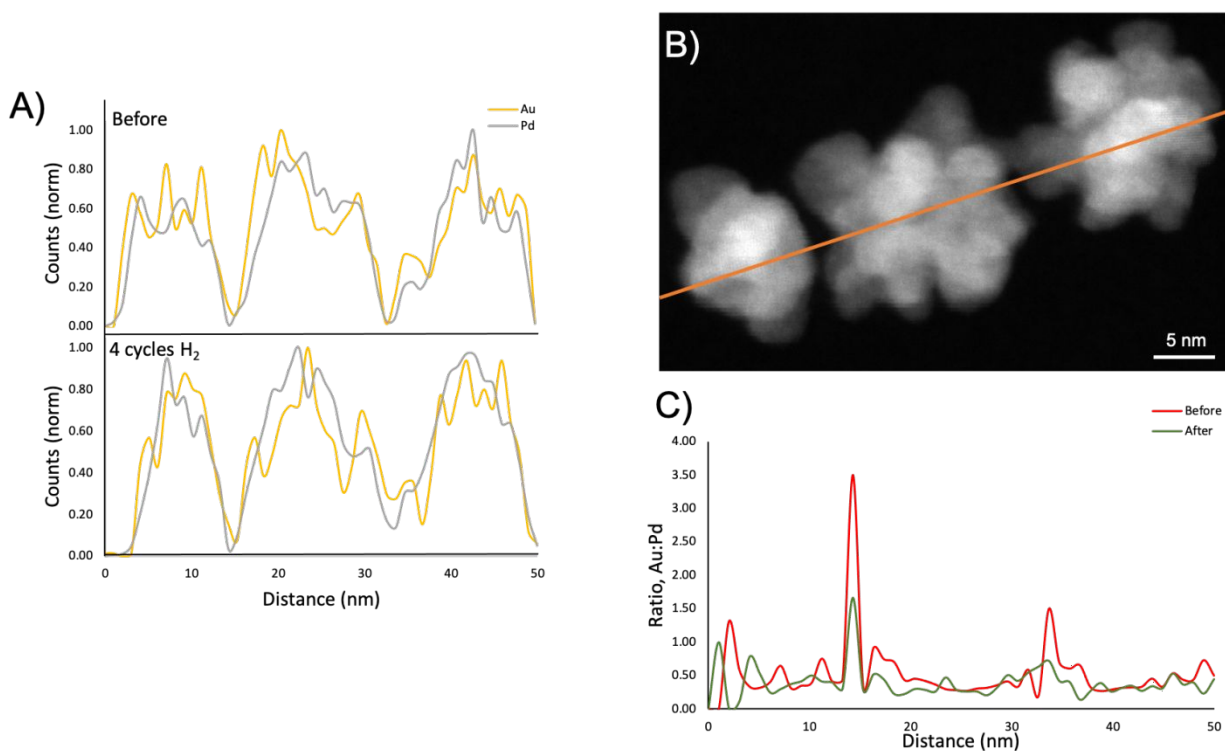 A)
Before
Au
Pd
Counts (norm)
1.00
0.80
0.60
0.40
0.20
0.00
4 cycles H₂
Counts (norm)
1.00
0.80
0.60
0.40
0.20
0.00
0 10 20 30 40 50
Distance (nm)
B)
5 nm
C)
Before
After
Ratio, Au:Pd
4.00
3.50
3.00
2.50
2.00
1.50
1.00
0.50
0.00
0 10 20 30 40 50
Distance (nm)